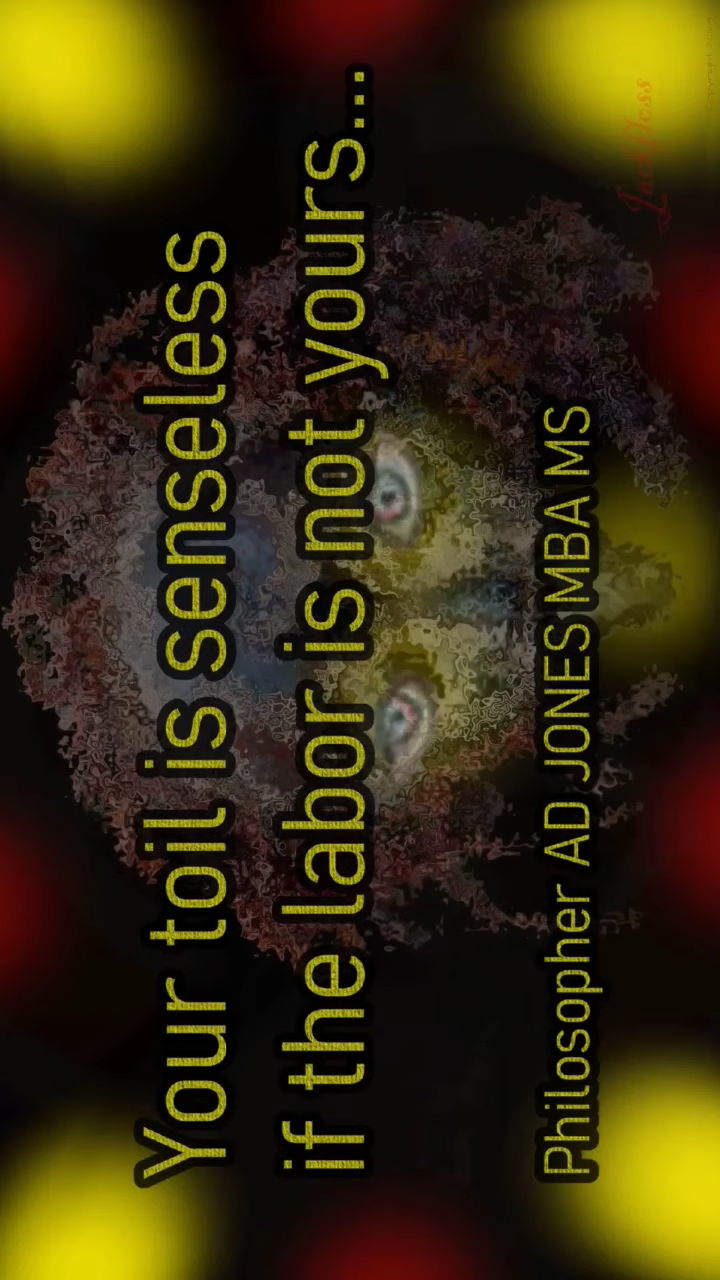 Your toil is senseless
if the labor is not yours...
Philosopher AD JONES MBA MS